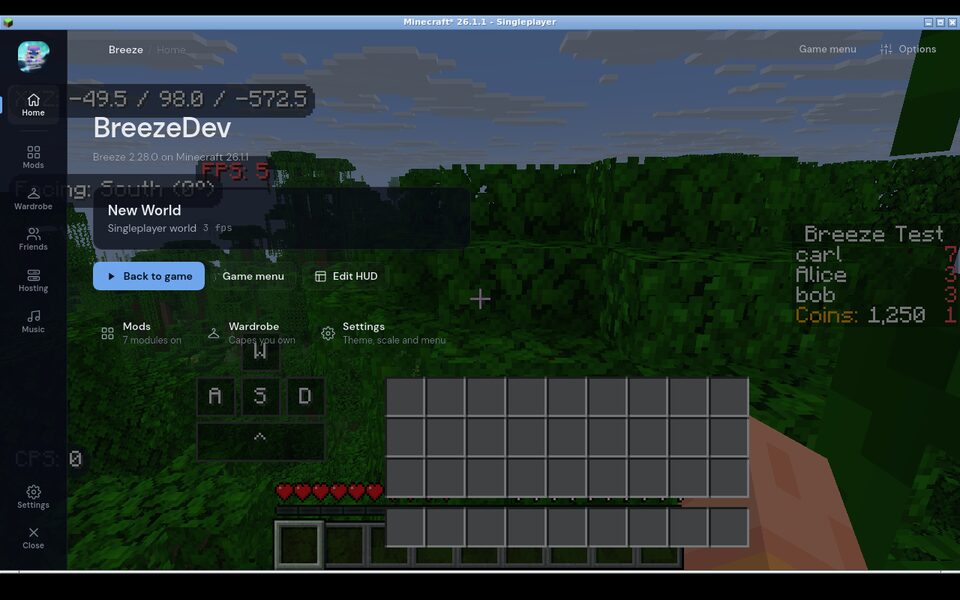 Minecraft* 26.1.1 - Singleplayer
Breeze / Home
Game menu
Options
-49.5 / 98.0 / -572.5
Home
BreezeDev
Breeze 2.28.0 on Minecraft 26.1.1
FPS: 5
Mods
Facing: South (0°)
Wardrobe
New World
Singleplayer world 3 fps
Friends
Breeze Test
carl 7
Alice 3
bob 3
Coins: 1,250 1
Hosting
Back to game
Game menu
Edit HUD
Music
Mods
7 modules on
Wardrobe
Capes you own
Settings
Theme, scale and menu
W
A S D
^
CPS: 0
Settings
Close